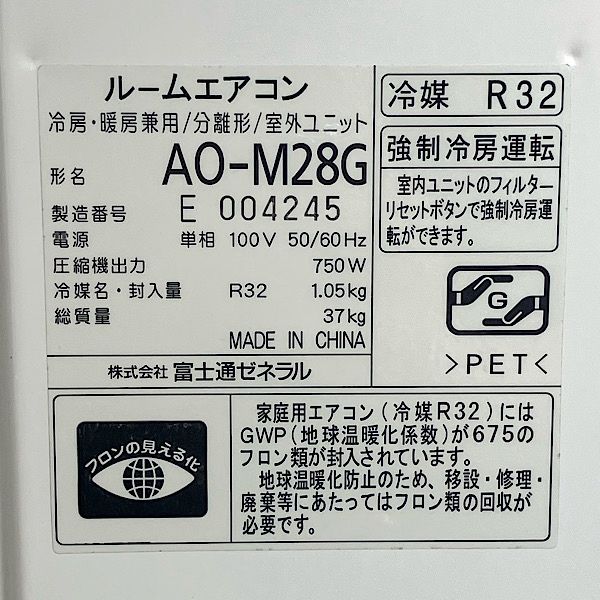 ルームエアコン
冷房・暖房兼用/分離形/室外ユニット
形名 AO-M28G
製造番号 E 004245
電源 単相 100V 50/60Hz
圧縮機出力 750W
冷媒名・封入量 R32 1.05kg
総質量 37kg
MADE IN CHINA
株式会社 富士通ゼネラル
冷媒 R32
強制冷房運転
室内ユニットのフィルター
リセットボタンで強制冷房運
転ができます。
G
>PET<
フロンの見える化
家庭用エアコン(冷媒R32)には
GWP(地球温暖化係数)が675の
フロン類が封入されています。
地球温暖化防止のため、移設・修理・
廃棄等にあたってはフロン類の回収が
必要です。